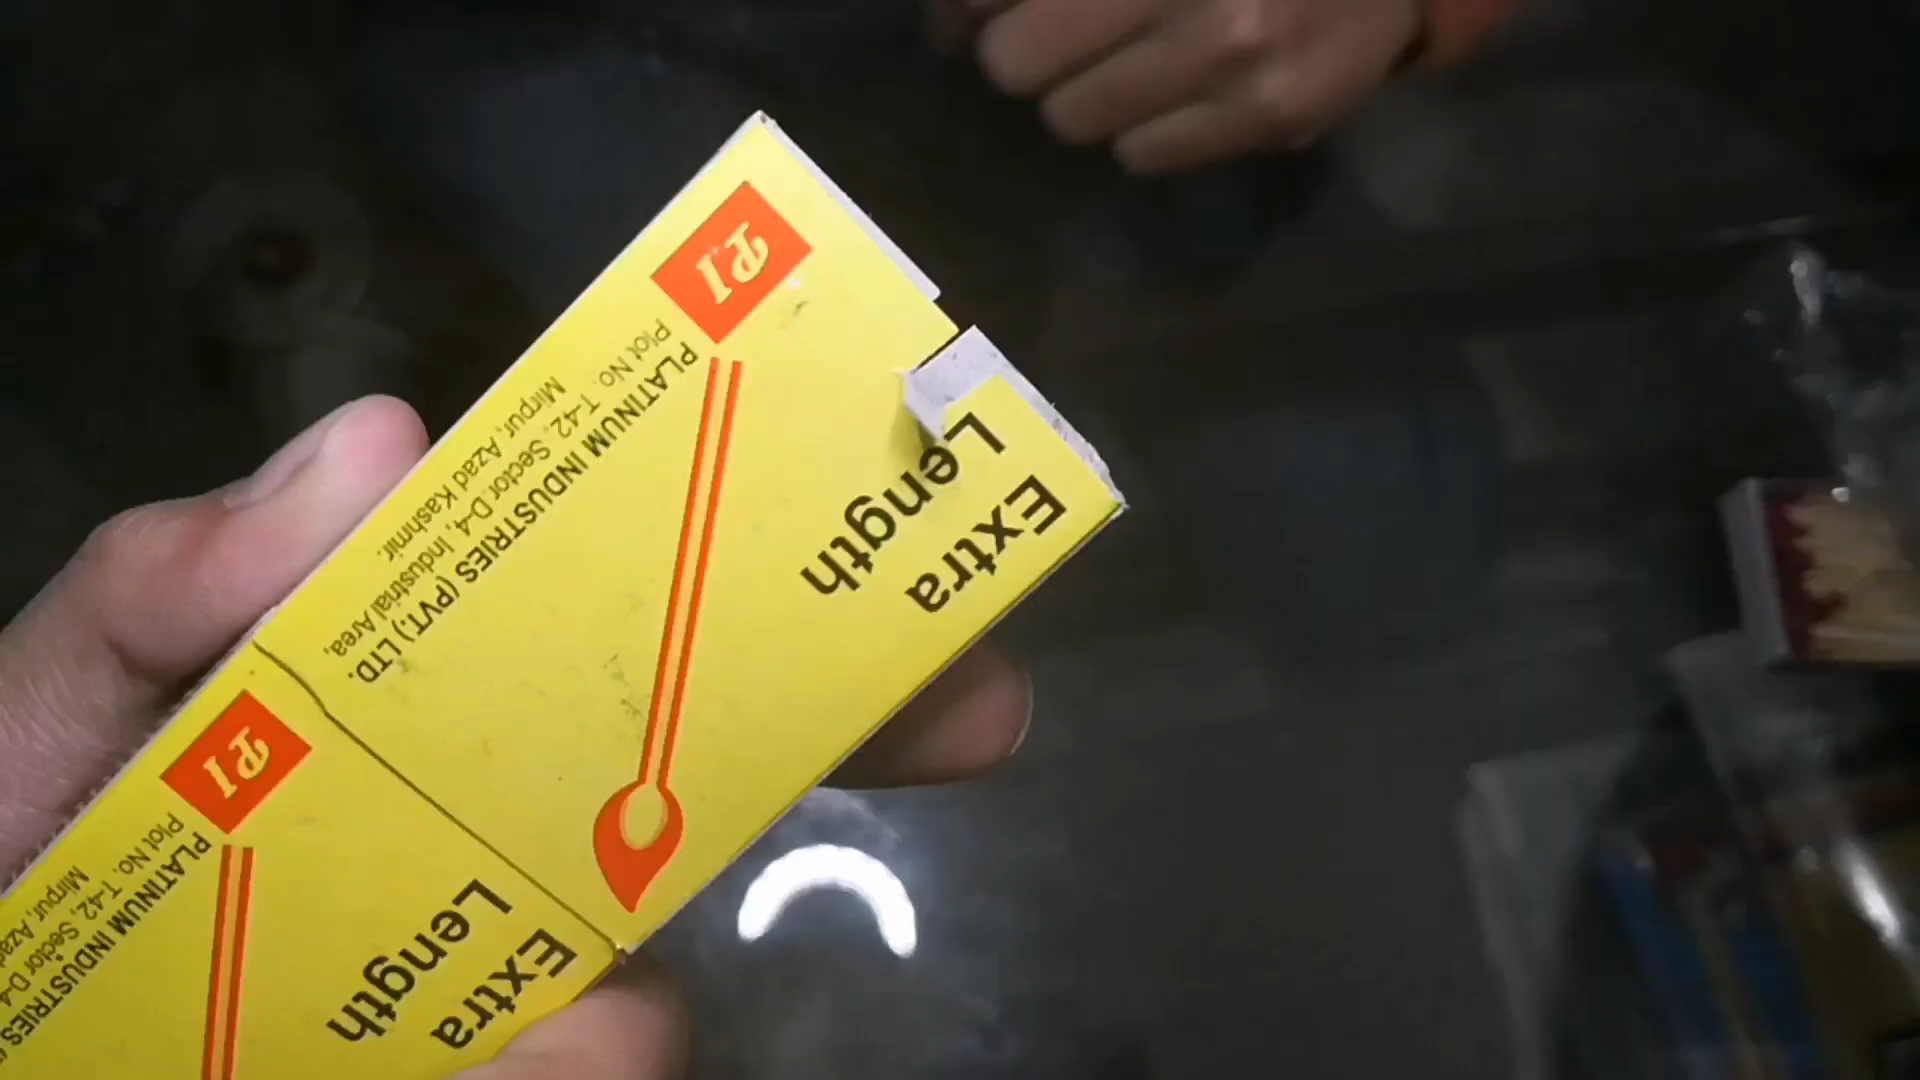 Extra
Length
PI
PLATINUM INDUSTRIES (PVT.) LTD.
Plot No. T-42, Sector D-4, Industrial Area,
Mirpur, Azad Kashmir.
Extra
Length
PI
PLATINUM INDUSTRIES
Plot No. T-42, Sector D-4
Mirpur, Azad